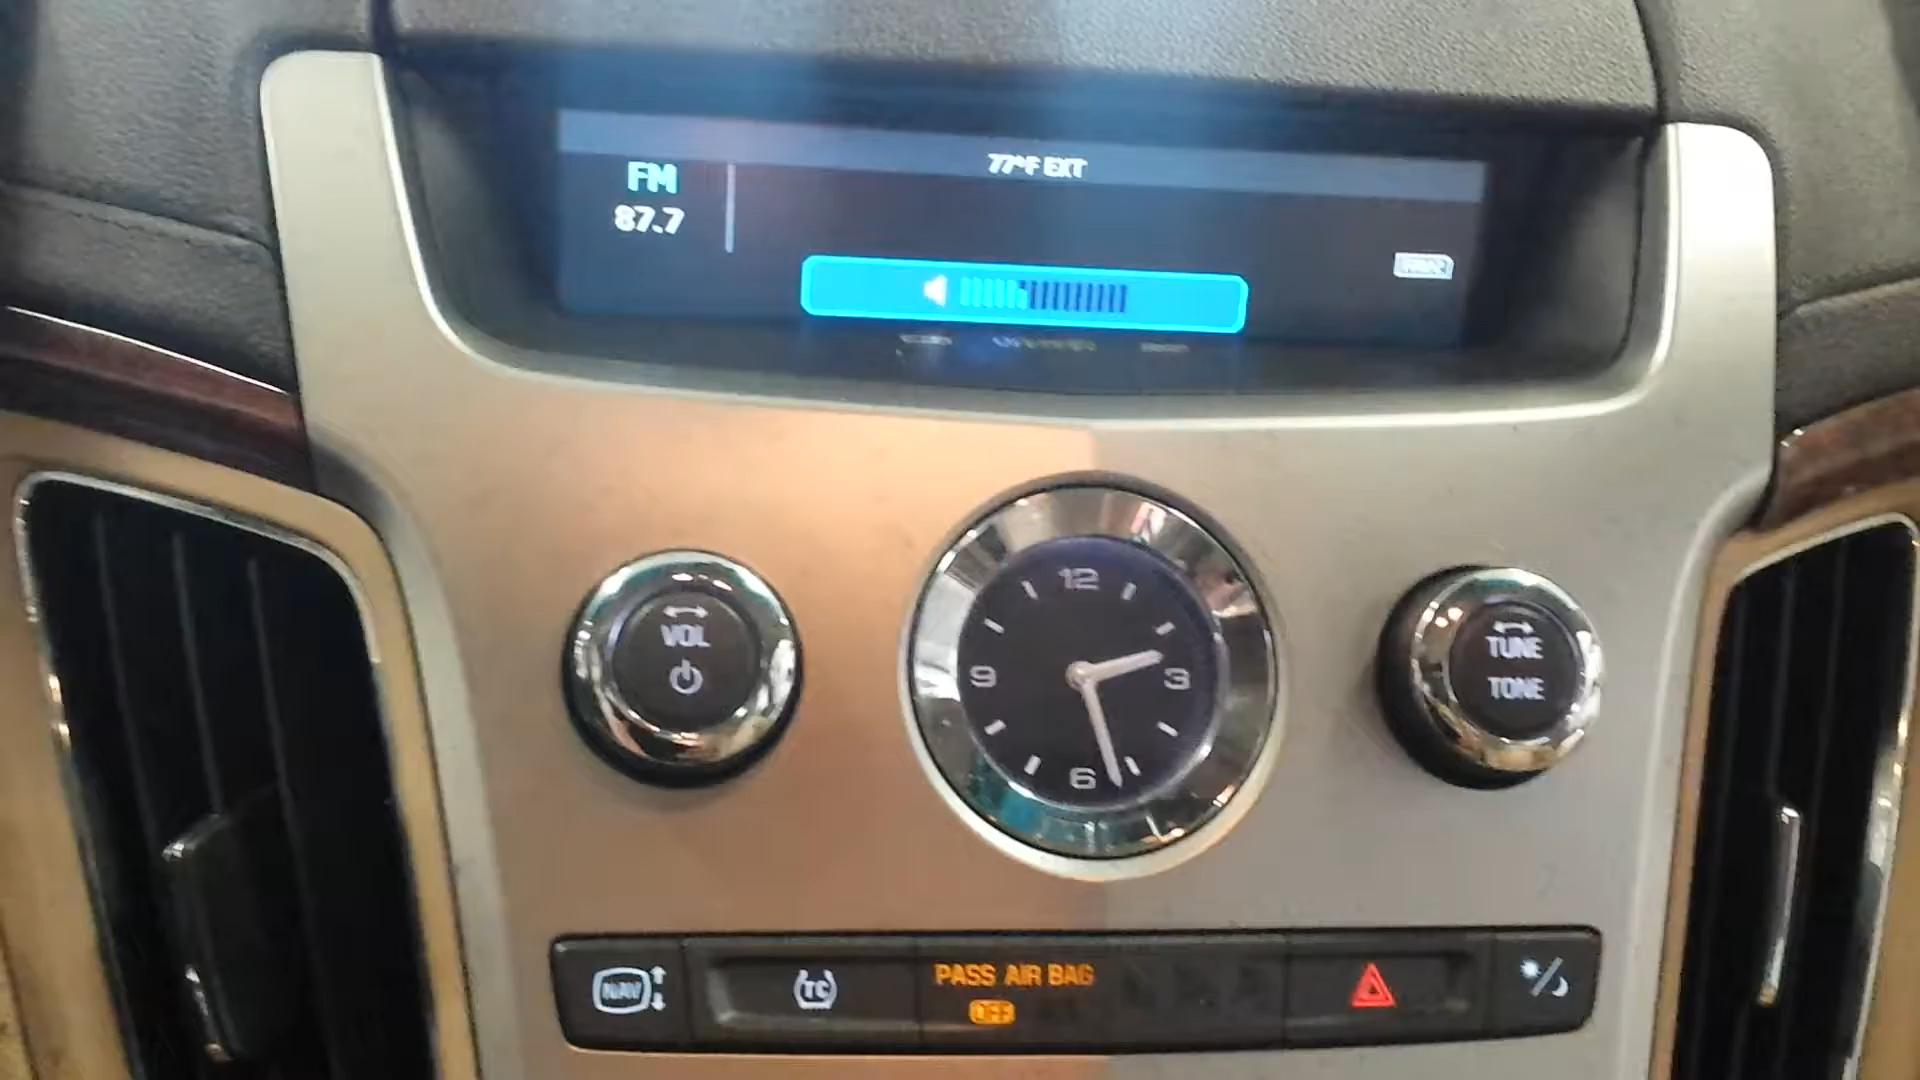 77°F EXT
FM
87.7
VOL
12
9
3
6
TUNE
TONE
NAV
TC
PASS AIR BAG
OFF